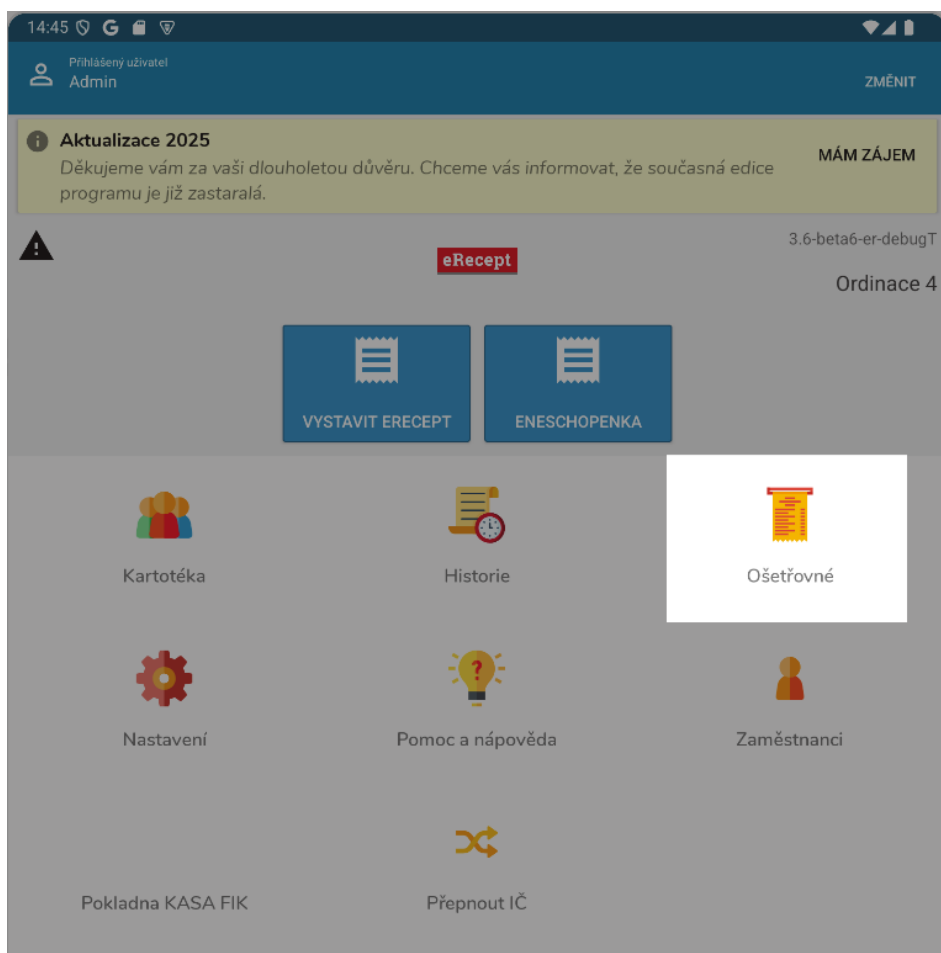 14:45
Přihlášený uživatel
Admin
ZMĚNIT
Aktualizace 2025
Děkujeme vám za vaši dlouholetou důvěru. Chceme vás informovat, že současná edice
programu je již zastaralá.
MÁM ZÁJEM
3.6-beta6-er-debugT
eRecept
Ordinace 4
VYSTAVIT ERECEPT
ENESCHOPENKA
Kartotéka
Historie
Ošetřovné
Nastavení
Pomoc a nápověda
Zaměstnanci
Pokladna KASA FIK
Přepnout IČ